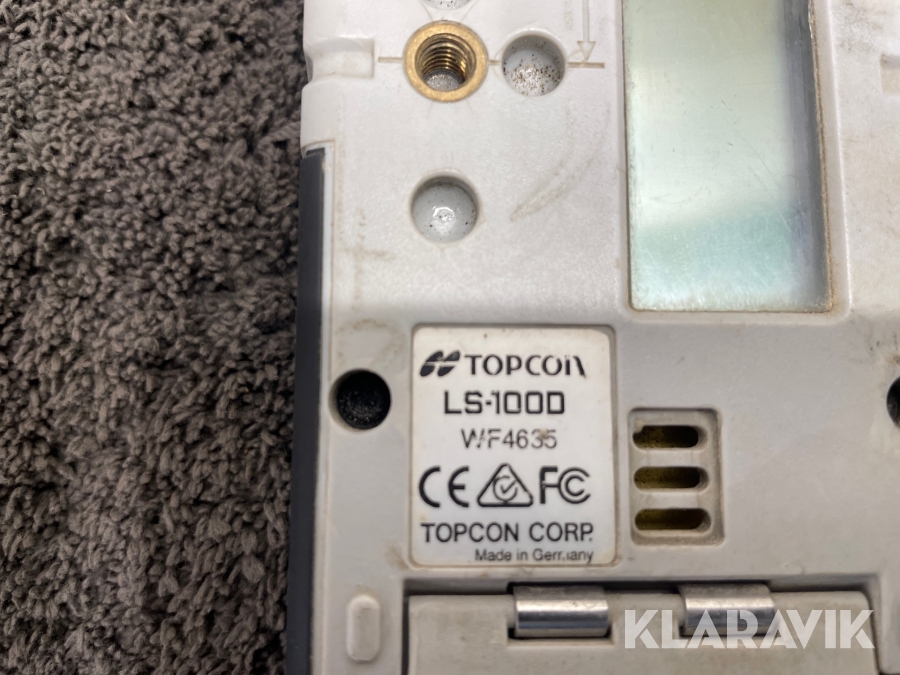 TOPCON
LS-100D
WF4635
CE FC
TOPCON CORP.
Made in Germany
KLARAVIK